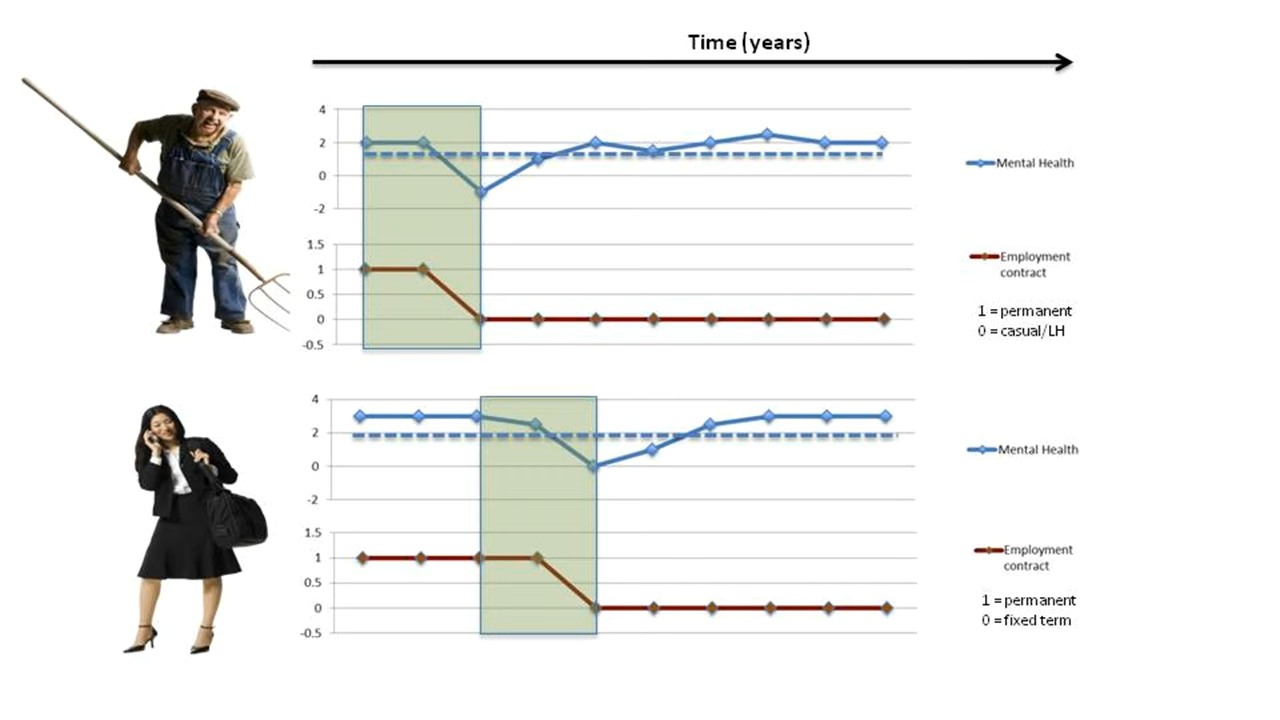 Time (years)
4
2
0
-2
Mental Health
1.5
1
0.5
0
-0.5
Employment
contract
1 = permanent
0 = casual/LH
4
2
0
-2
Mental Health
1.5
1
0.5
0
-0.5
Employment
contract
1 = permanent
0 = fixed term